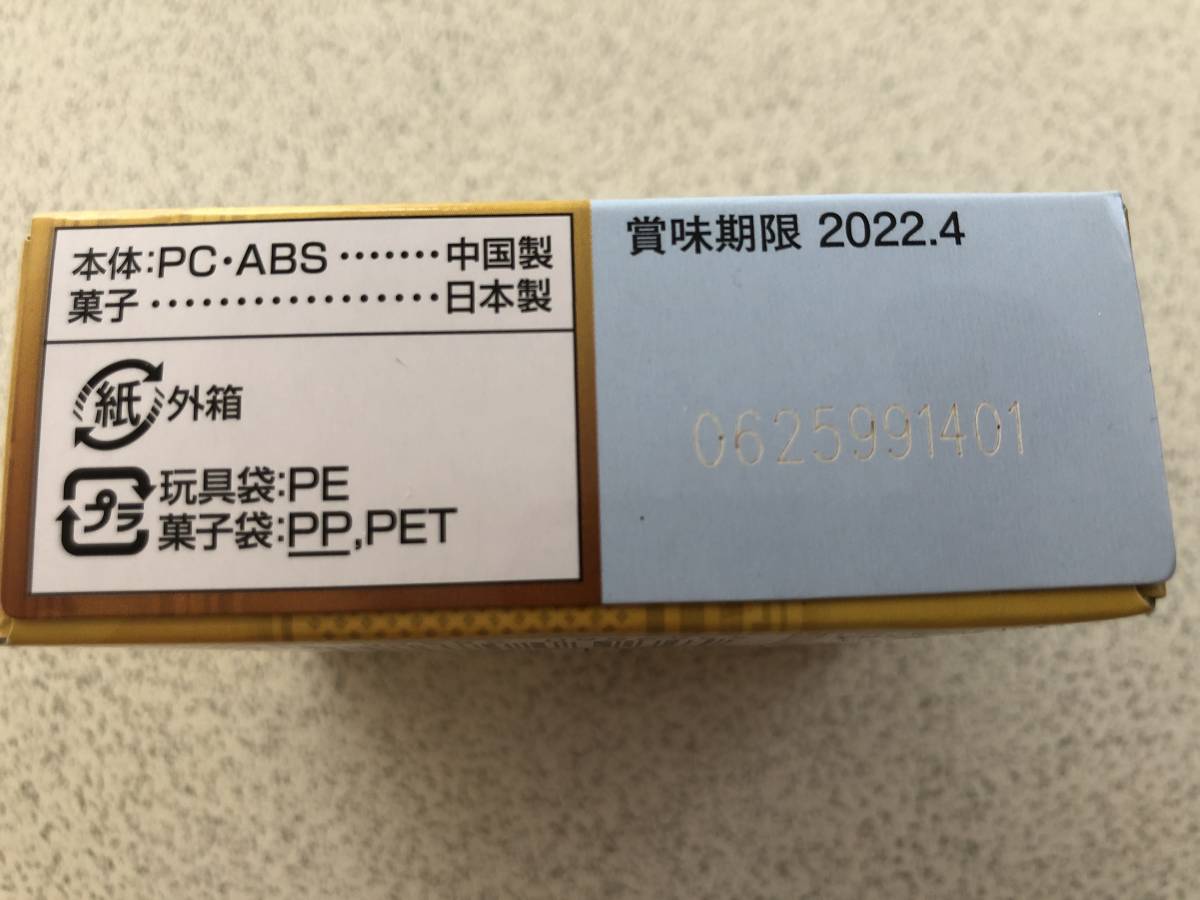 本体:PC・ABS ‥‥‥‥ 中国製
菓子 ‥‥‥‥‥‥‥‥‥ 日本製
紙 外箱
プラ 玩具袋:PE
菓子袋:PP,PET
賞味期限 2022.4
0625991401